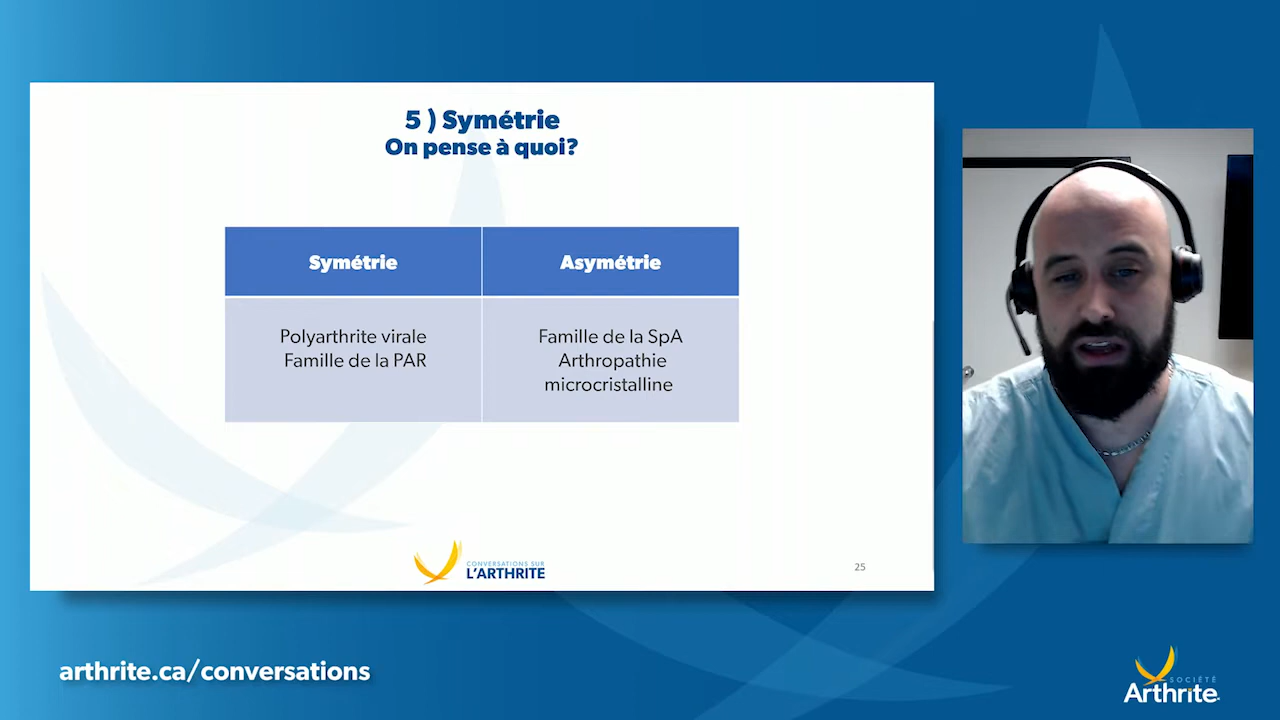 5 ) Symétrie
On pense à quoi?
Symétrie
Asymétrie
Polyarthrite virale
Famille de la PAR
Famille de la SpA
Arthropathie
microcristalline
CONVERSATIONS SUR
L'ARTHRITE
25
arthrite.ca/conversations
SOCIÉTÉ
Arthrite